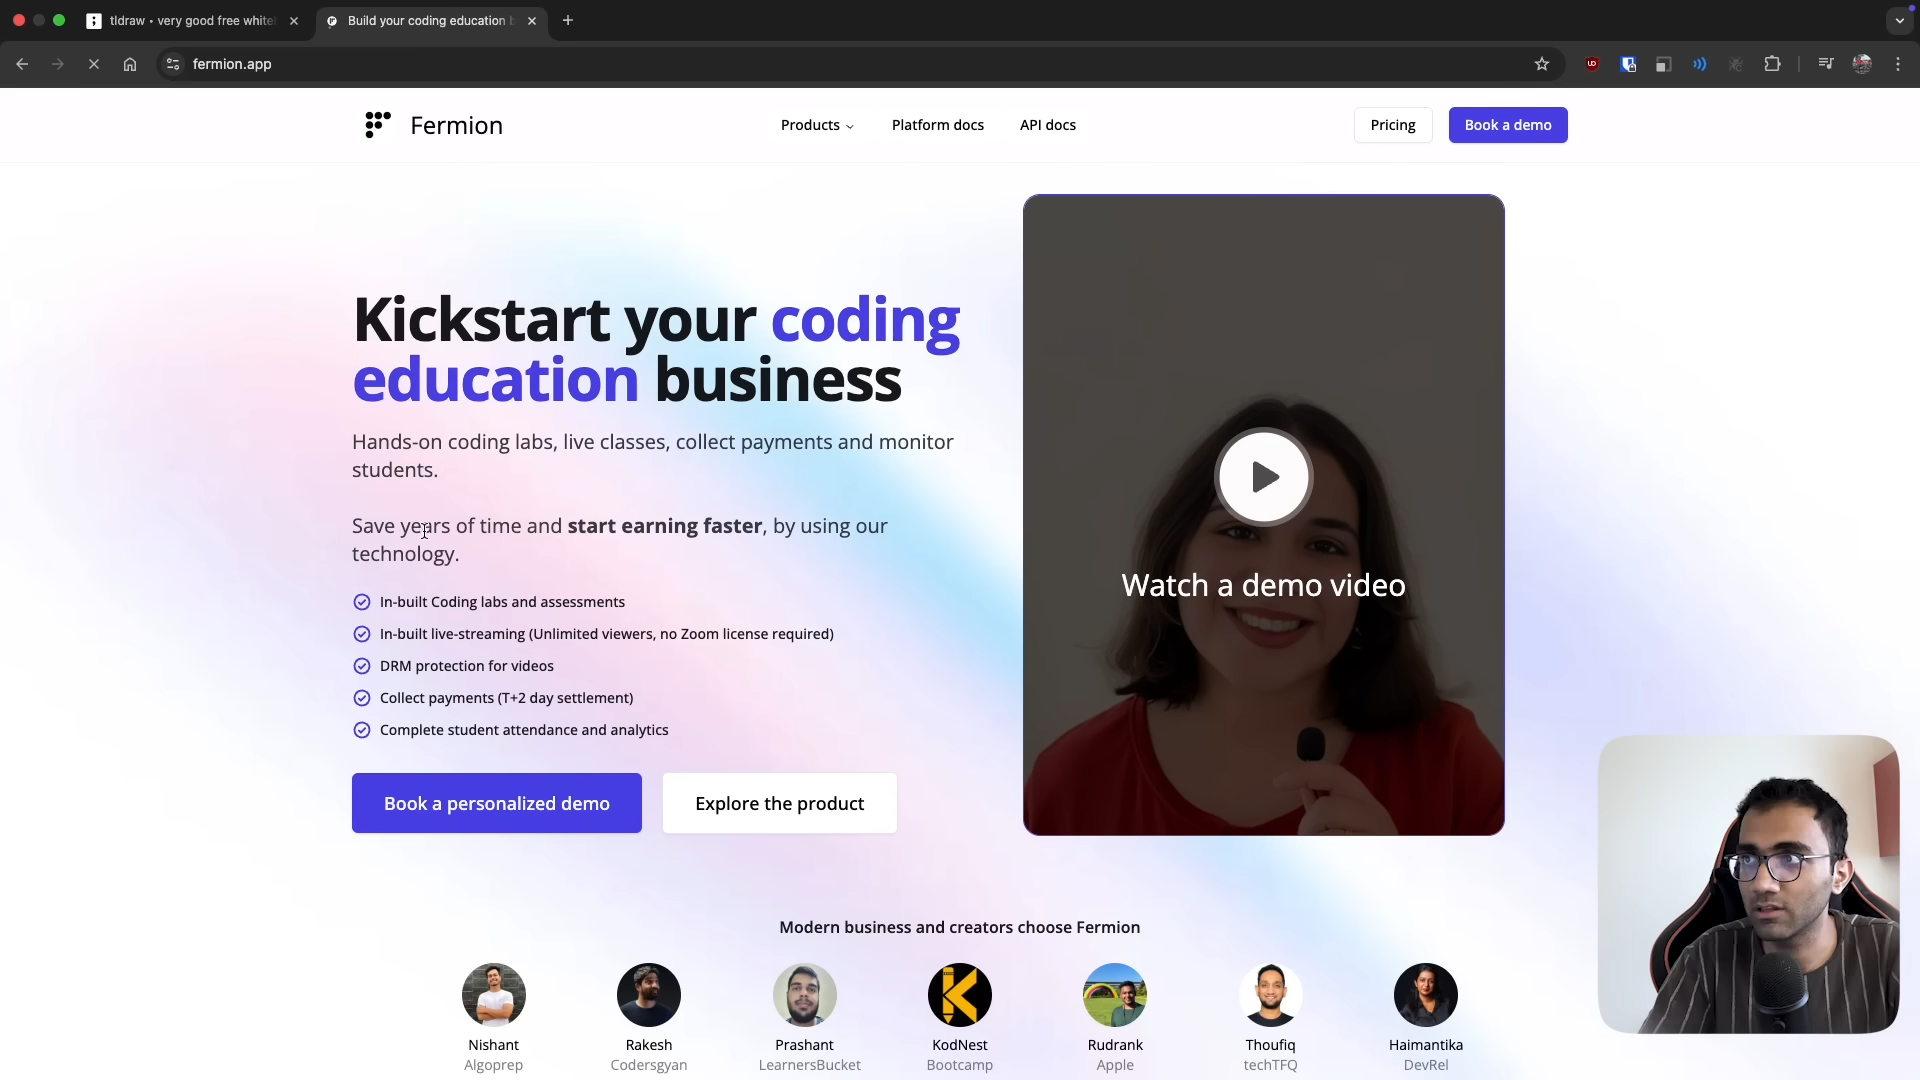 tldraw • very good free white
Build your coding education b
fermion.app
Fermion
Products
Platform docs
API docs
Pricing
Book a demo
Kickstart your coding
education business
Hands-on coding labs, live classes, collect payments and monitor
students.
Save years of time and start earning faster, by using our
technology.
In-built Coding labs and assessments
In-built live-streaming (Unlimited viewers, no Zoom license required)
DRM protection for videos
Collect payments (T+2 day settlement)
Complete student attendance and analytics
Book a personalized demo
Explore the product
Watch a demo video
Modern business and creators choose Fermion
Nishant
Algoprep
Rakesh
Codersgyan
Prashant
LearnersBucket
KodNest
Bootcamp
Rudrank
Apple
Thoufiq
techTFQ
Haimantika
DevRel